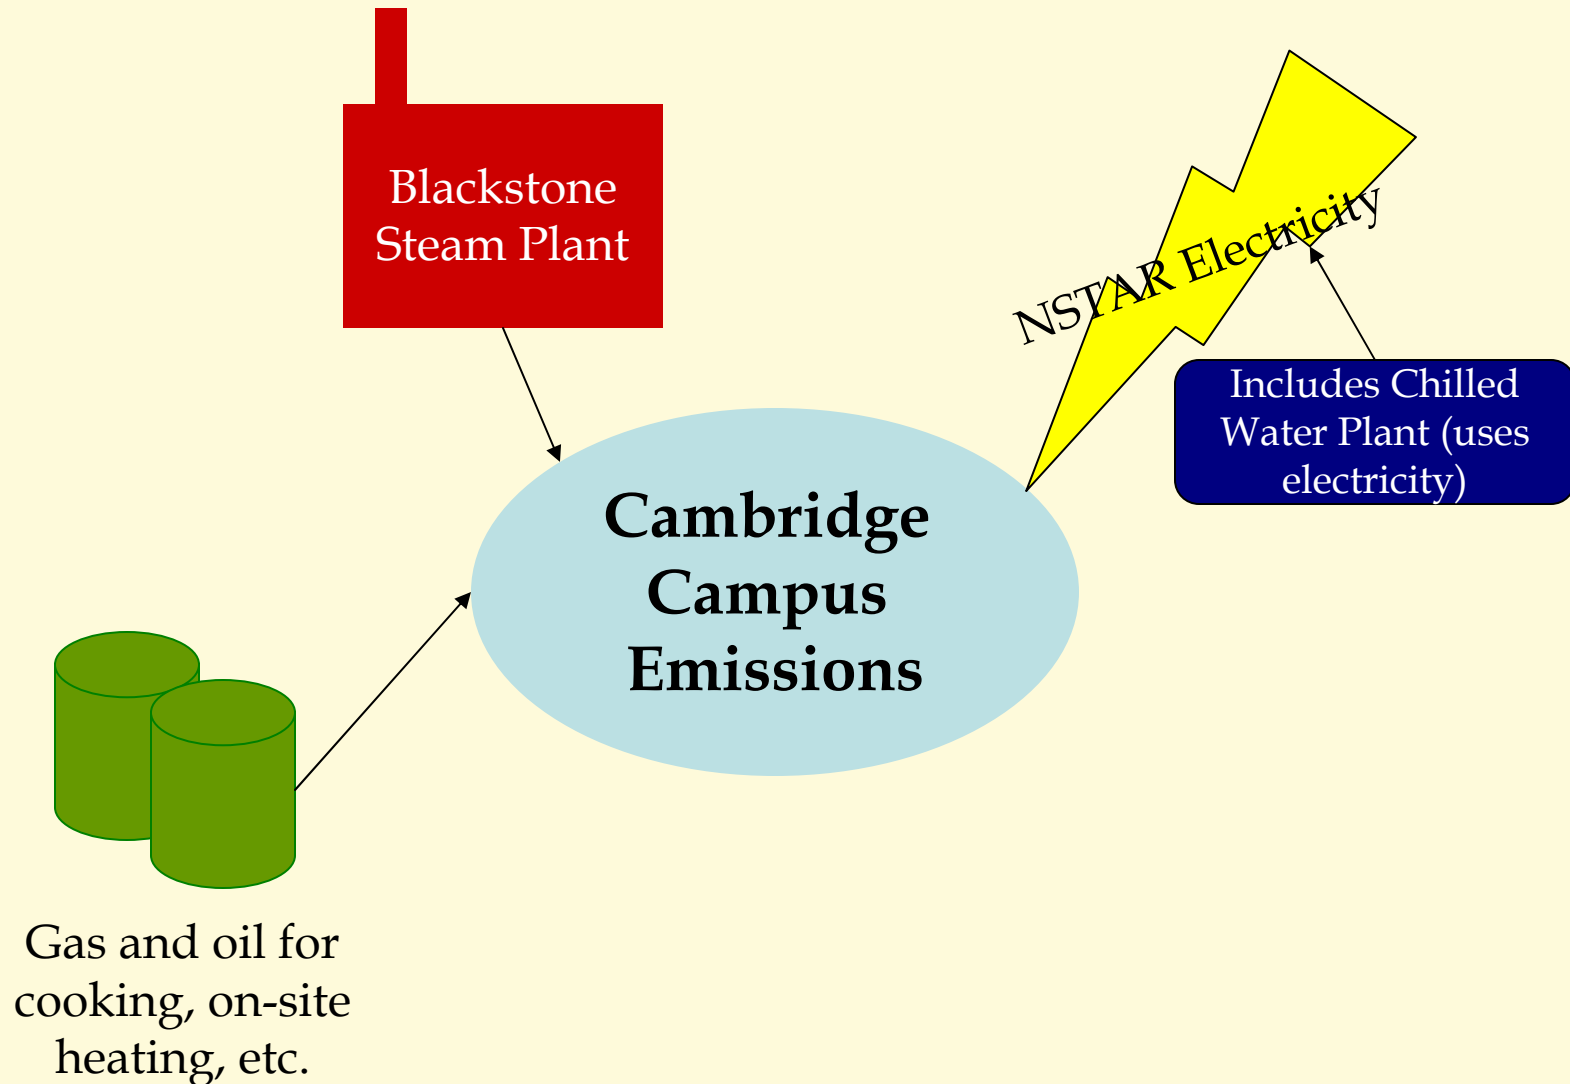 Blackstone
Steam Plant
NSTAR Electricity
Includes Chilled
Water Plant (uses
electricity)
Cambridge
Campus
Emissions
Gas and oil for
cooking, on-site
heating, etc.